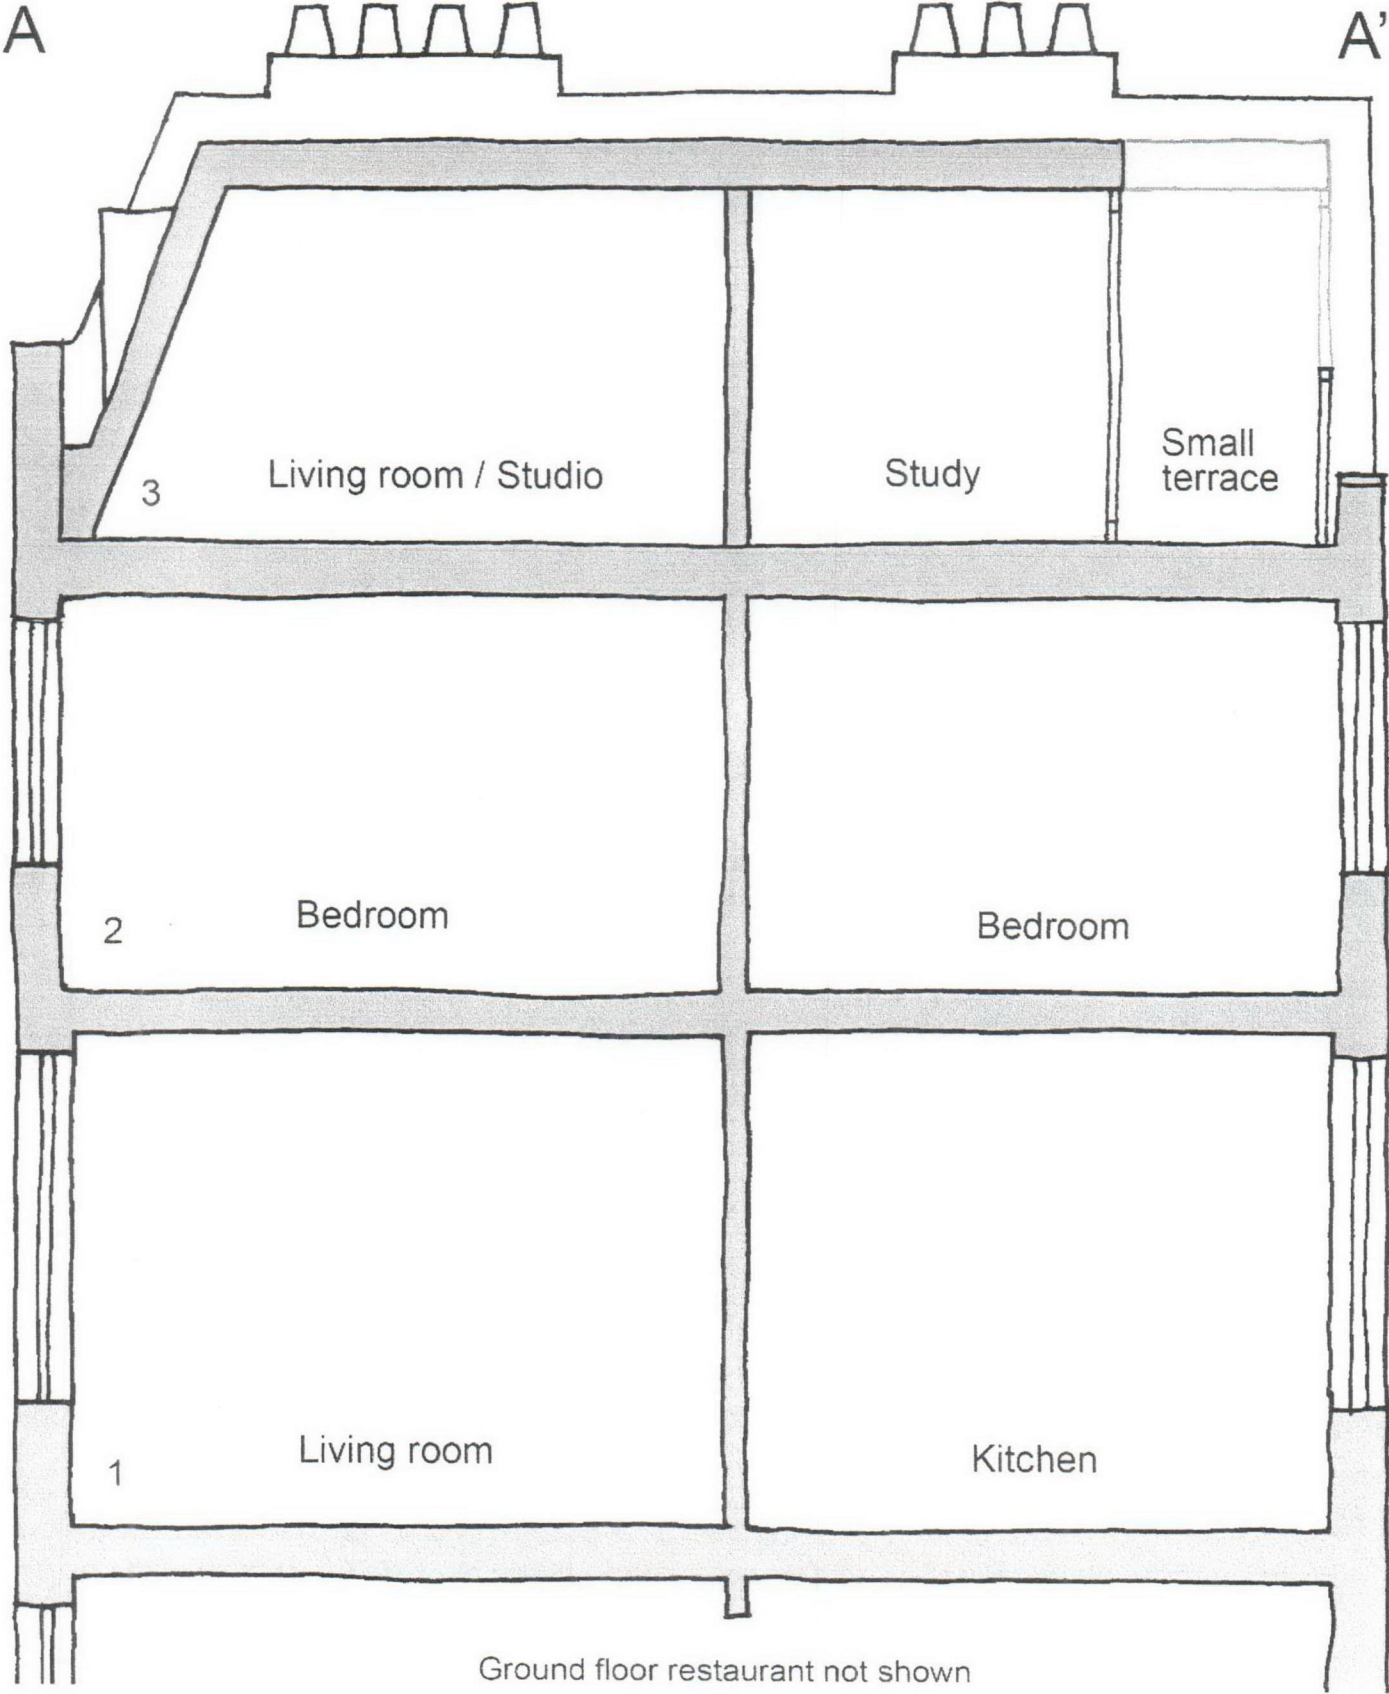 A
A’
3
Living room / Studio
Study
Small
terrace
2
Bedroom
Bedroom
1
Living room
Kitchen
Ground floor restaurant not shown